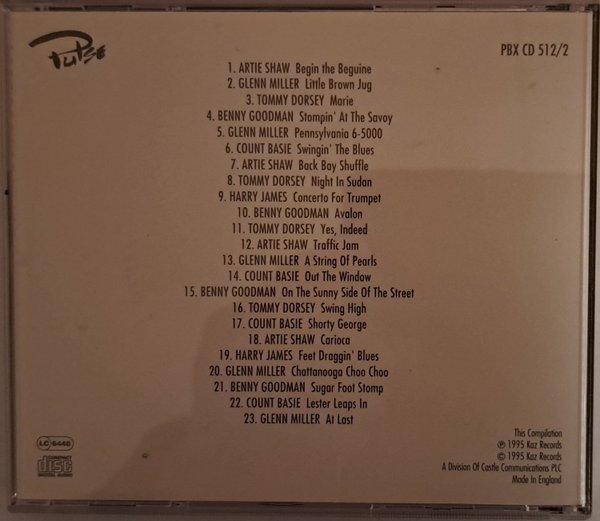 Pulse
PBX CD 512/2
1. ARTIE SHAW Begin the Beguine
2. GLENN MILLER Little Brown Jug
3. TOMMY DORSEY Marie
4. BENNY GOODMAN Stompin' At The Savoy
5. GLENN MILLER Pennsylvania 6-5000
6. COUNT BASIE Swingin' The Blues
7. ARTIE SHAW Back Bay Shuffle
8. TOMMY DORSEY Night In Sudan
9. HARRY JAMES Concerto For Trumpet
10. BENNY GOODMAN Avalon
11. TOMMY DORSEY Yes, Indeed
12. ARTIE SHAW Traffic Jam
13. GLENN MILLER A String Of Pearls
14. COUNT BASIE Out The Window
15. BENNY GOODMAN On The Sunny Side Of The Street
16. TOMMY DORSEY Swing High
17. COUNT BASIE Shorty George
18. ARTIE SHAW Carioca
19. HARRY JAMES Feet Draggin' Blues
20. GLENN MILLER Chattanooga Choo Choo
21. BENNY GOODMAN Sugar Foot Stomp
22. COUNT BASIE Lester Leaps In
23. GLENN MILLER At Last
LC 6448
COMPACT
disc
DIGITAL AUDIO
This Compilation
℗ 1995 Kaz Records
© 1995 Kaz Records
A Division Of Castle Communications PLC
Made In England